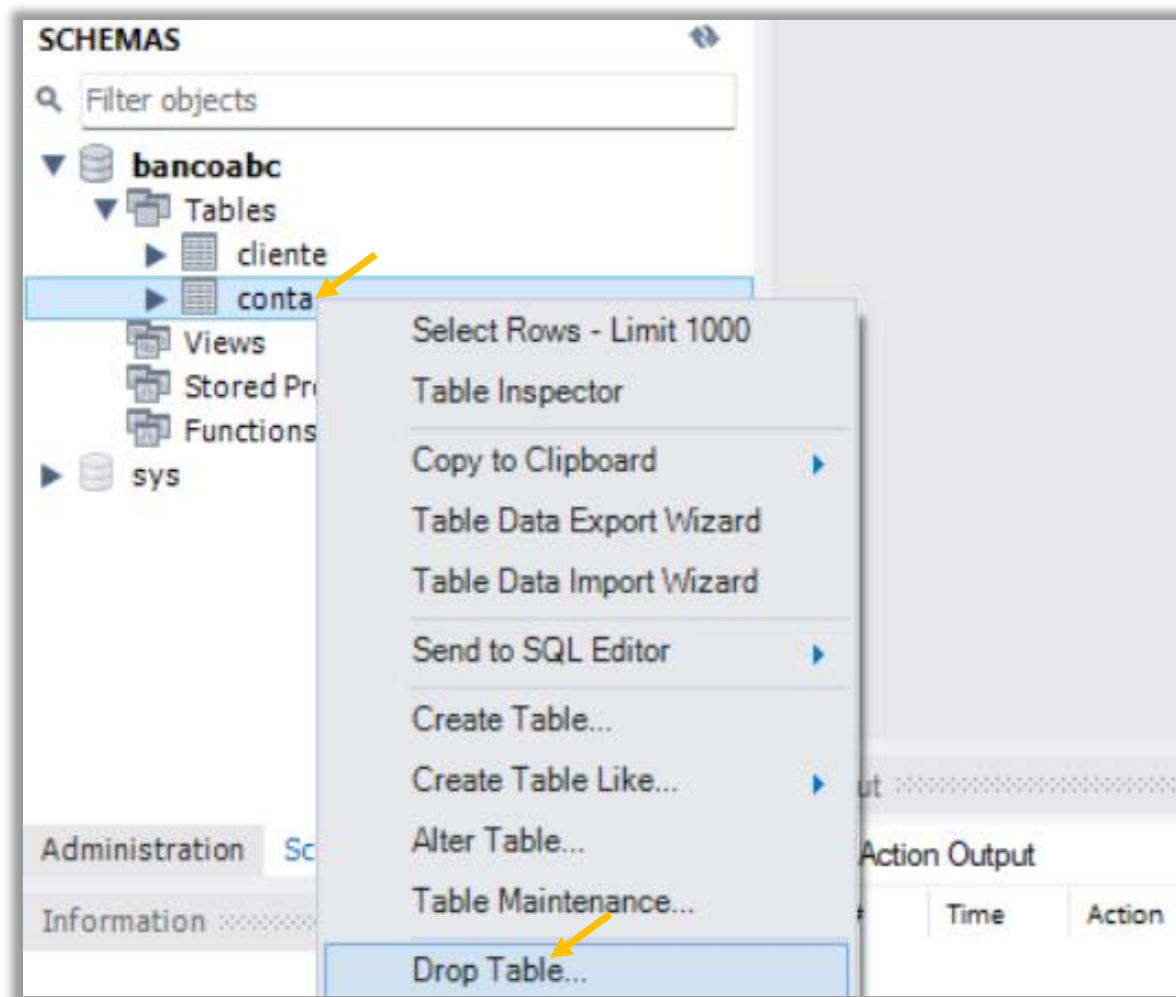 SCHEMAS
Filter objects
bancoabc
Tables
cliente
conta
Views
Stored Pr
Functions
sys
Select Rows - Limit 1000
Table Inspector
Copy to Clipboard
Table Data Export Wizard
Table Data Import Wizard
Send to SQL Editor
Create Table...
Create Table Like...
Alter Table...
Table Maintenance...
Drop Table...
Administration Sc
Information
ut
Action Output
Time Action